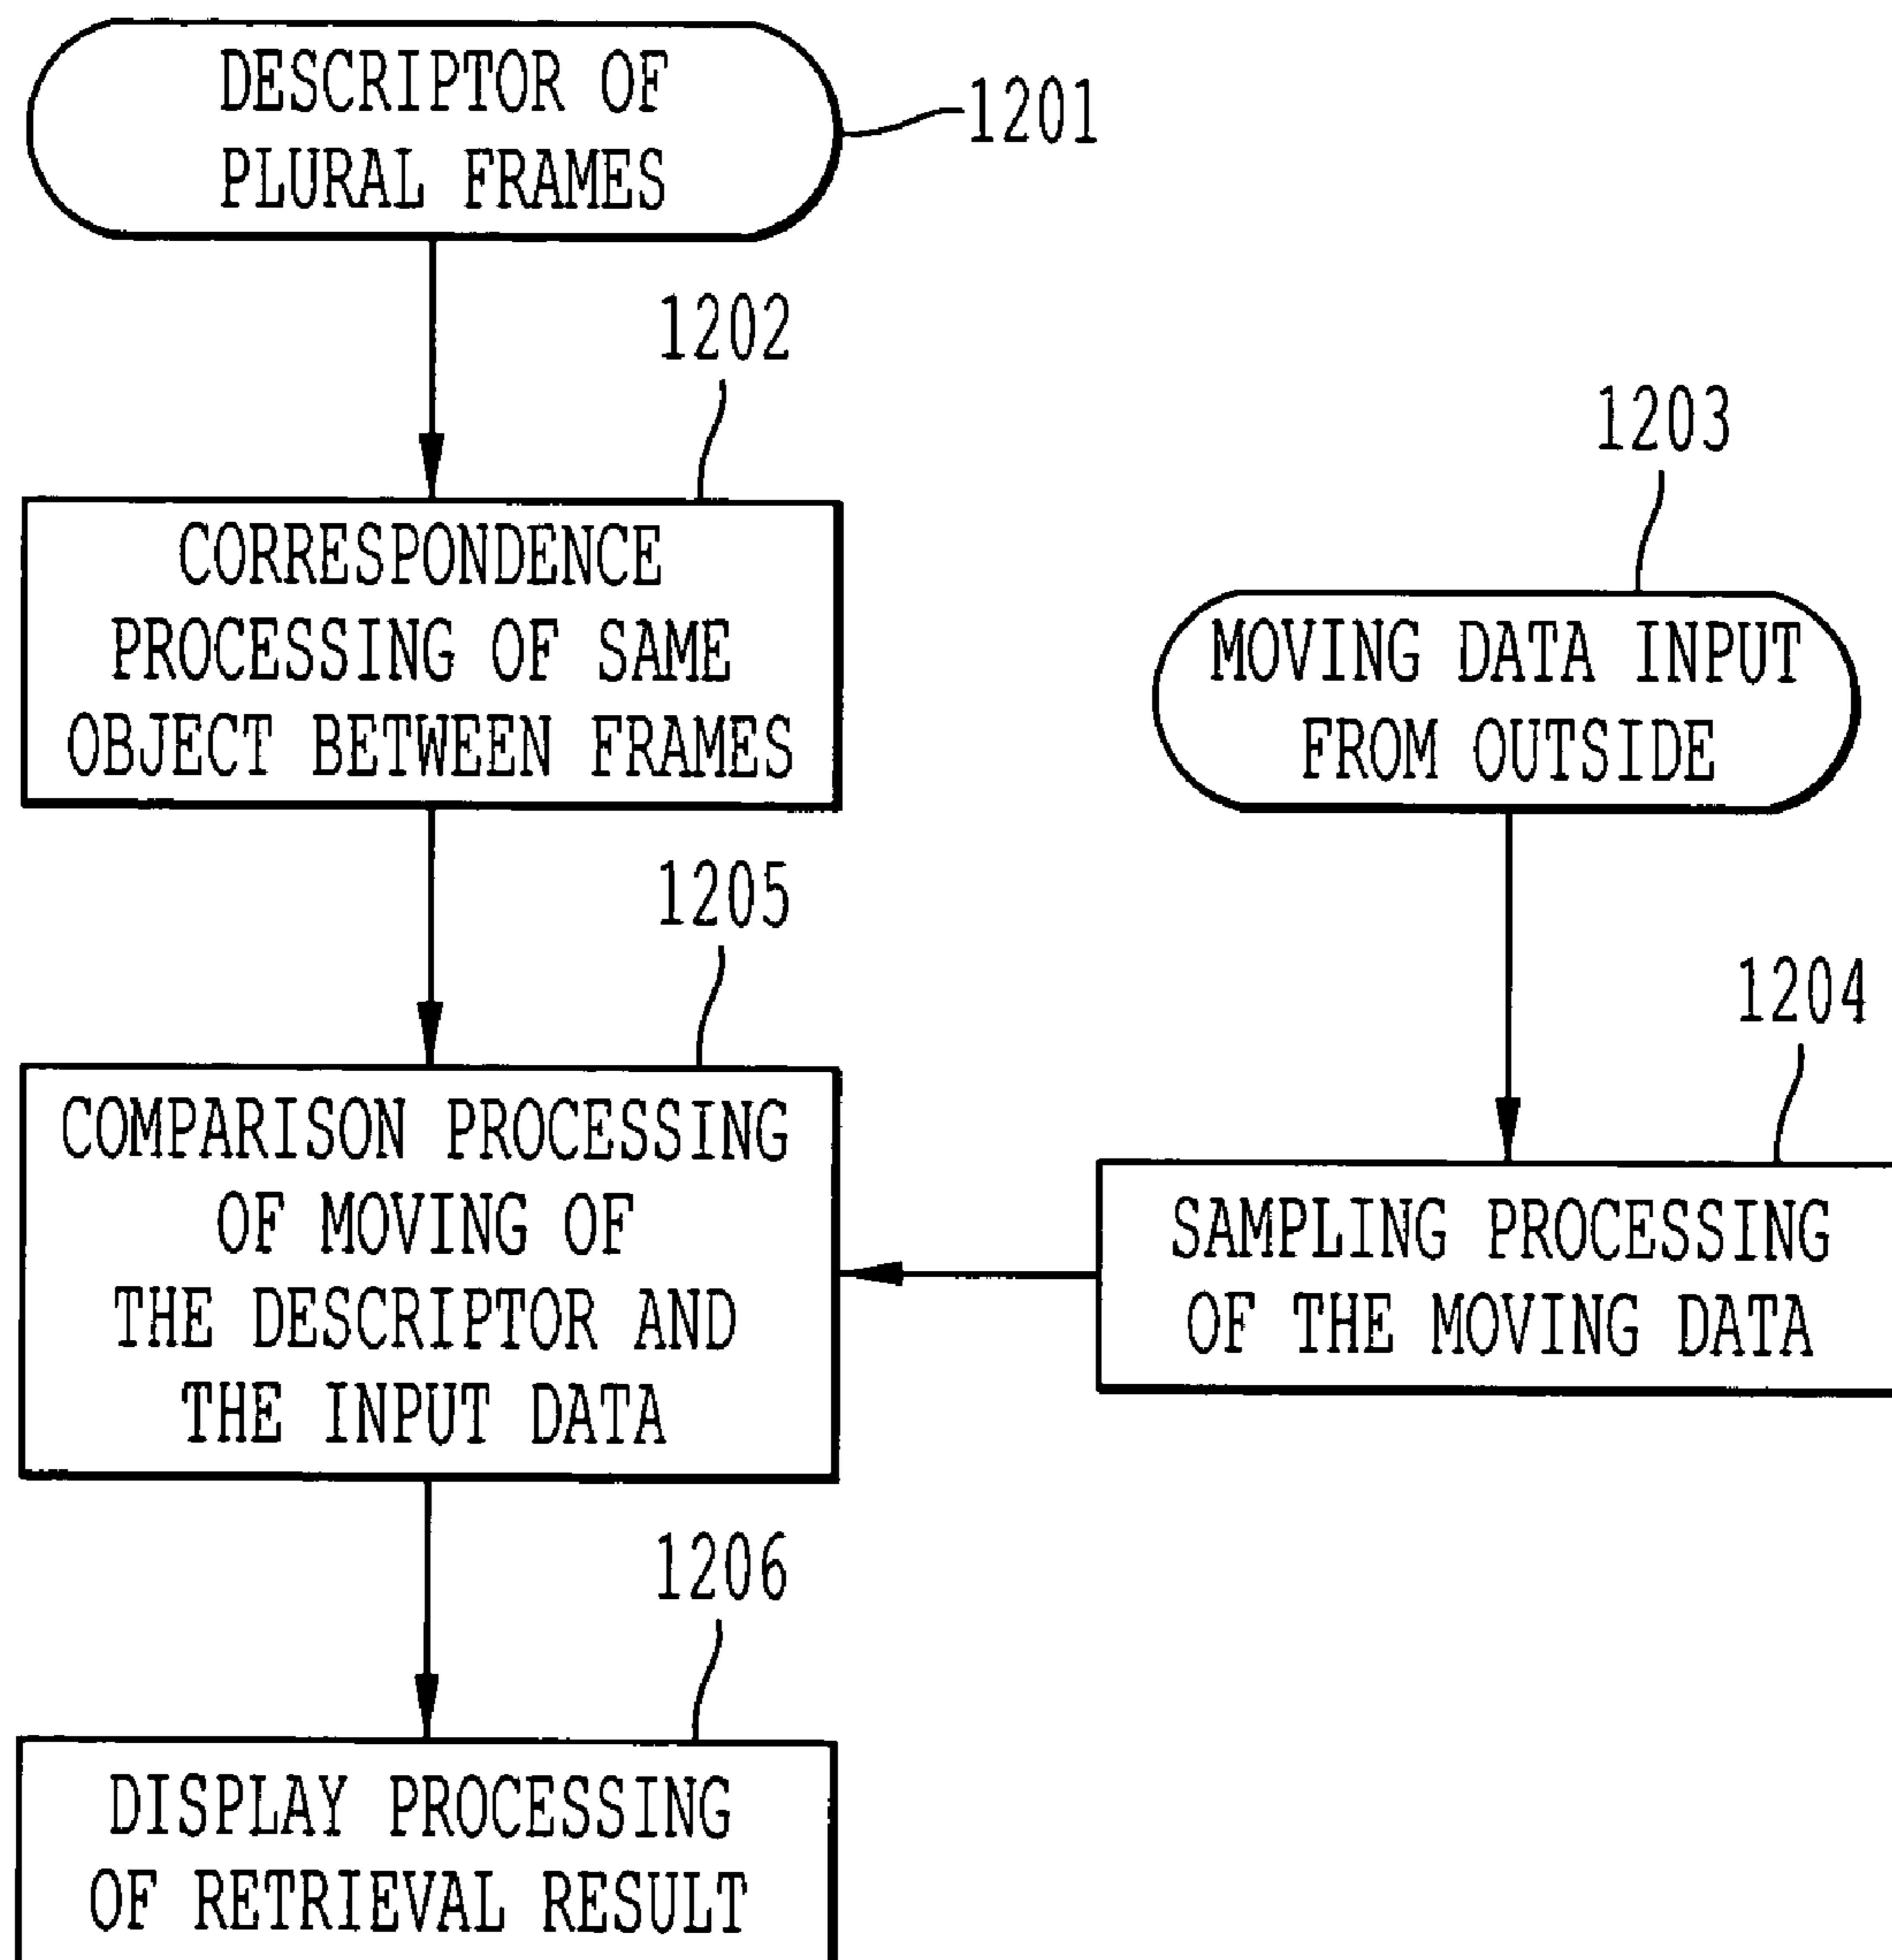 DESCRIPTOR OF
PLURAL FRAMES
1201
1202
CORRESPONDENCE
PROCESSING OF SAME
OBJECT BETWEEN FRAMES
1203
MOVING DATA INPUT
FROM OUTSIDE
1204
SAMPLING PROCESSING
OF THE MOVING DATA
1205
COMPARISON PROCESSING
OF MOVING OF
THE DESCRIPTOR AND
THE INPUT DATA
1206
DISPLAY PROCESSING
OF RETRIEVAL RESULT